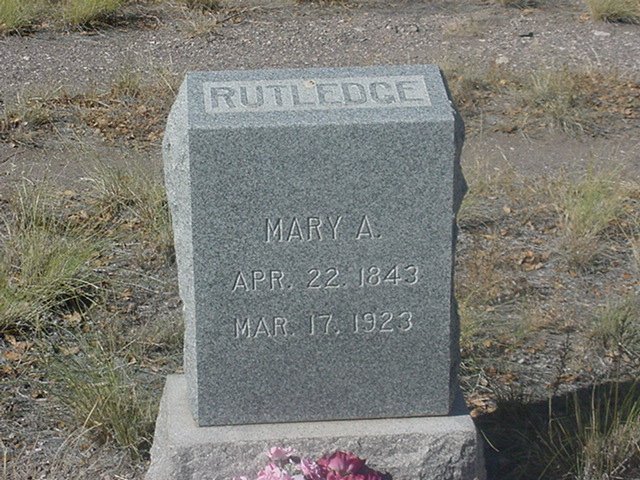 RUTLEDGE
MARY A.
APR. 22. 1843
MAR. 17. 1923